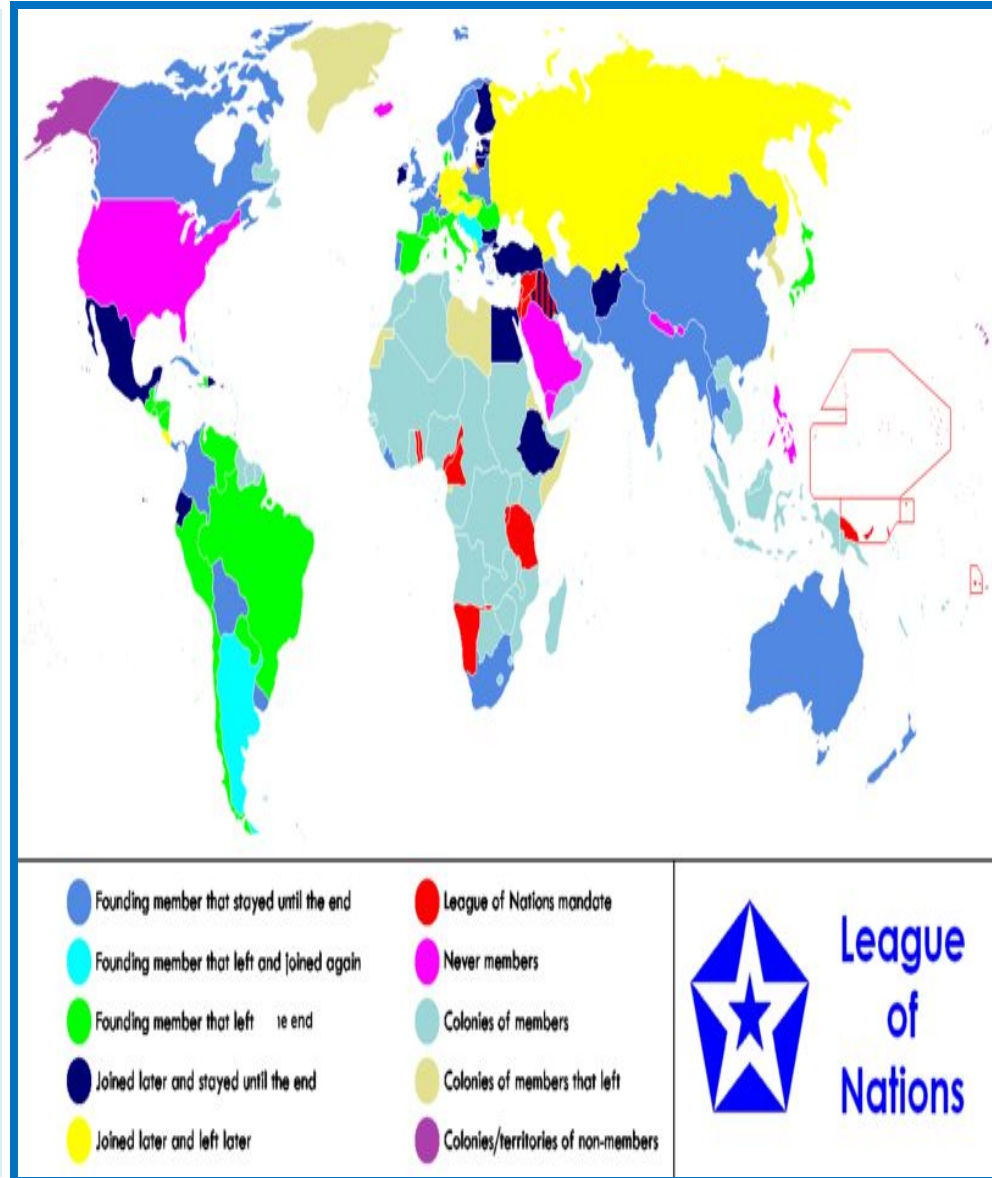 Founding member that stayed until the end
Founding member that left and joined again
Founding member that left he end
Joined later and stayed until the end
Joined later and left later
League of Nations mandate
Never members
Colonies of members
Colonies of members that left
Colonies/territories of non-members
League
of
Nations